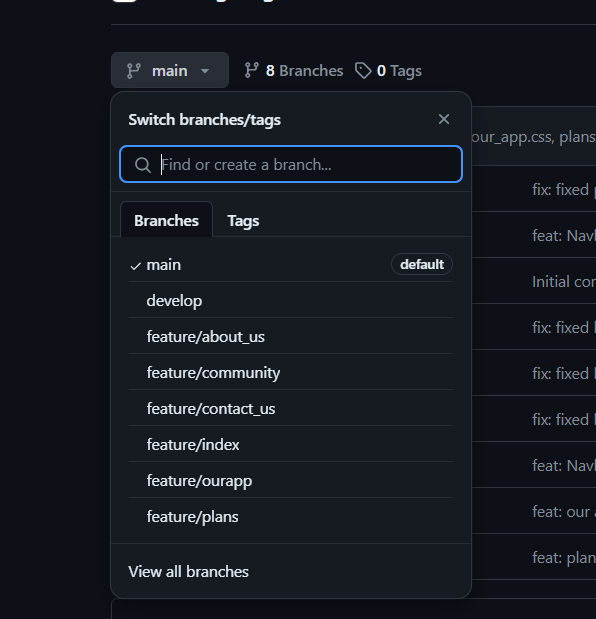 main
8 Branches
0 Tags
Switch branches/tags
our_app.css, plans
Find or create a branch...
fix: fixed
Branches
Tags
feat: Navl
main
default
Initial cor
develop
feature/about_us
fix: fixed
feature/community
fix: fixed
feature/contact_us
fix: fixed
feature/index
feat: Navl
feature/ourapp
feat: our
feature/plans
feat: plan
View all branches